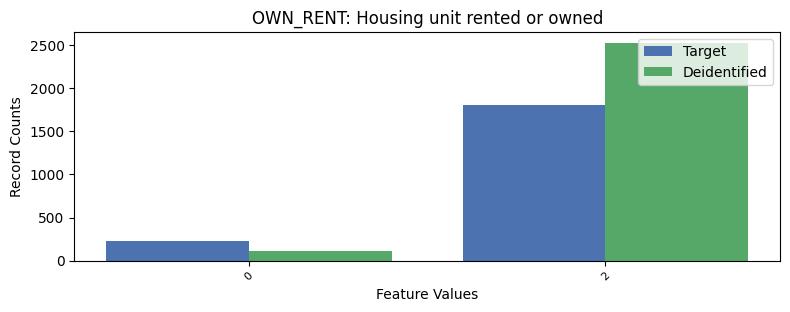 OWN_RENT: Housing unit rented or owned
Target
Deidentified
Record Counts
2500
2000
1500
1000
500
0
0 2
Feature Values